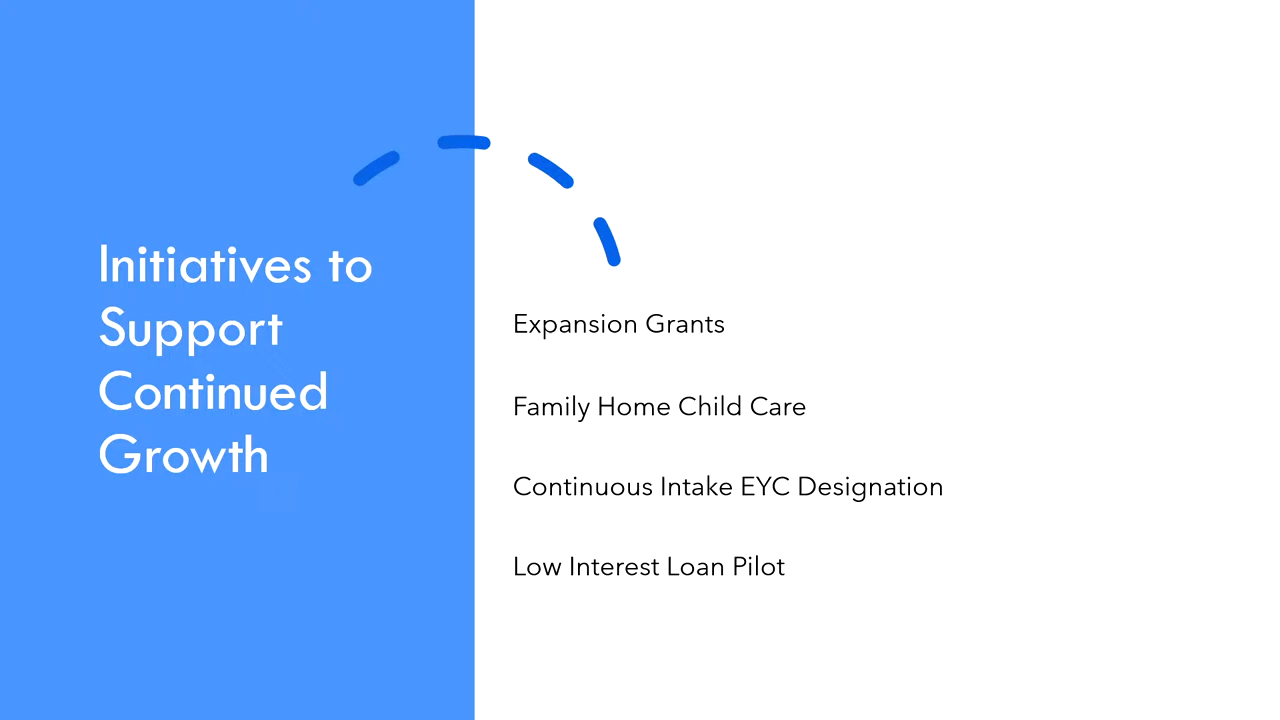 Initiatives to
Support
Continued
Growth
Expansion Grants
Family Home Child Care
Continuous Intake EYC Designation
Low Interest Loan Pilot